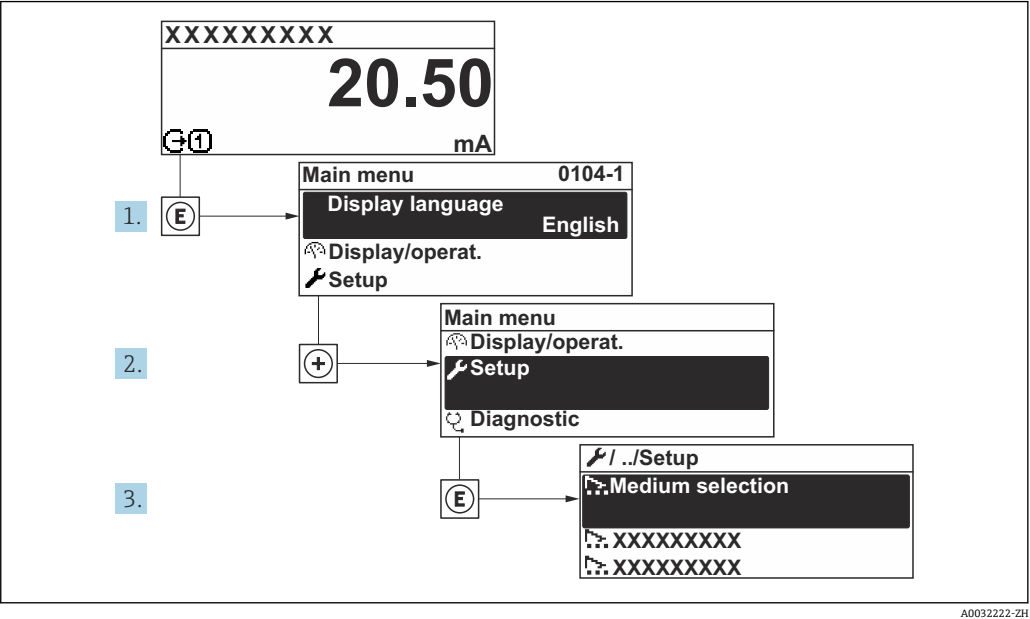 XXXXXXXXX
20.50
1 mA
Main menu 0104-1
1. E Display language
English
Display/operat.
Setup
Main menu
Display/operat.
2. + Setup
Diagnostic
/ ../Setup
3. E Medium selection
XXXXXXXXX
XXXXXXXXX
A0032222-ZH